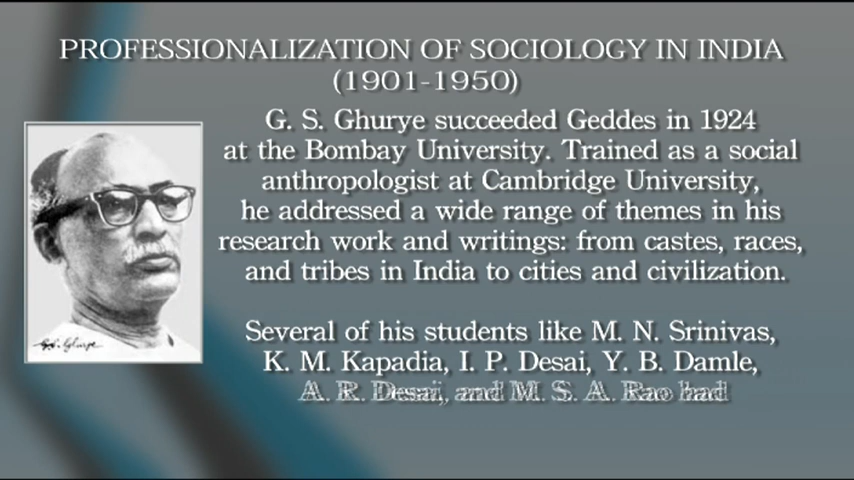 PROFESSIONALIZATION OF SOCIOLOGY IN INDIA
(1901-1950)
G. S. Ghurye succeeded Geddes in 1924
at the Bombay University. Trained as a social
anthropologist at Cambridge University,
he addressed a wide range of themes in his
research work and writings: from castes, races,
and tribes in India to cities and civilization.
G.S. Ghurye
Several of his students like M. N. Srinivas,
K. M. Kapadia, I. P. Desai, Y. B. Damle,
A. R. Desai, and M. S. A. Rao had